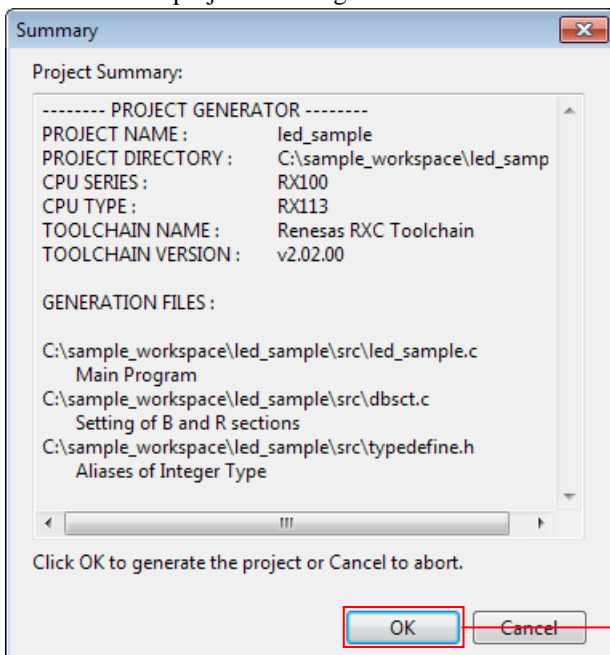 Summary
Project Summary:
-------- PROJECT GENERATOR --------
PROJECT NAME : led_sample
PROJECT DIRECTORY : C:\sample_workspace\led_samp
CPU SERIES : RX100
CPU TYPE : RX113
TOOLCHAIN NAME : Renesas RXC Toolchain
TOOLCHAIN VERSION : v2.02.00
GENERATION FILES :
C:\sample_workspace\led_sample\src\led_sample.c
Main Program
C:\sample_workspace\led_sample\src\dbsct.c
Setting of B and R sections
C:\sample_workspace\led_sample\src\typedefine.h
Aliases of Integer Type
Click OK to generate the project or Cancel to abort.
OK Cancel